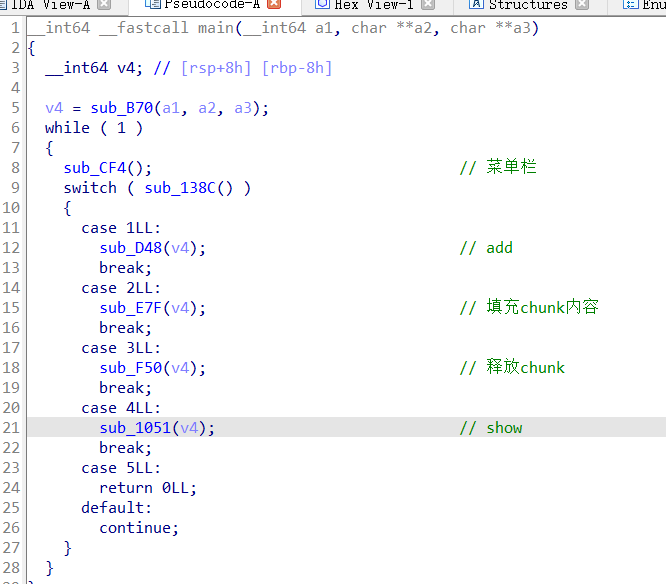 IDA View-A Pseudocode-A Hex View-1 Structures Enu
1 __int64 __fastcall main(__int64 a1, char **a2, char **a3)
2 {
3 __int64 v4; // [rsp+8h] [rbp-8h]
4
5 v4 = sub_B70(a1, a2, a3);
6 while ( 1 )
7 {
8 sub_CF4(); // 菜单栏
9 switch ( sub_138C() )
10 {
11 case 1LL:
12 sub_D48(v4); // add
13 break;
14 case 2LL:
15 sub_E7F(v4); // 填充chunk内容
16 break;
17 case 3LL:
18 sub_F50(v4); // 释放chunk
19 break;
20 case 4LL:
21 sub_1051(v4); // show
22 break;
23 case 5LL:
24 return 0LL;
25 default:
26 continue;
27 }
28 }